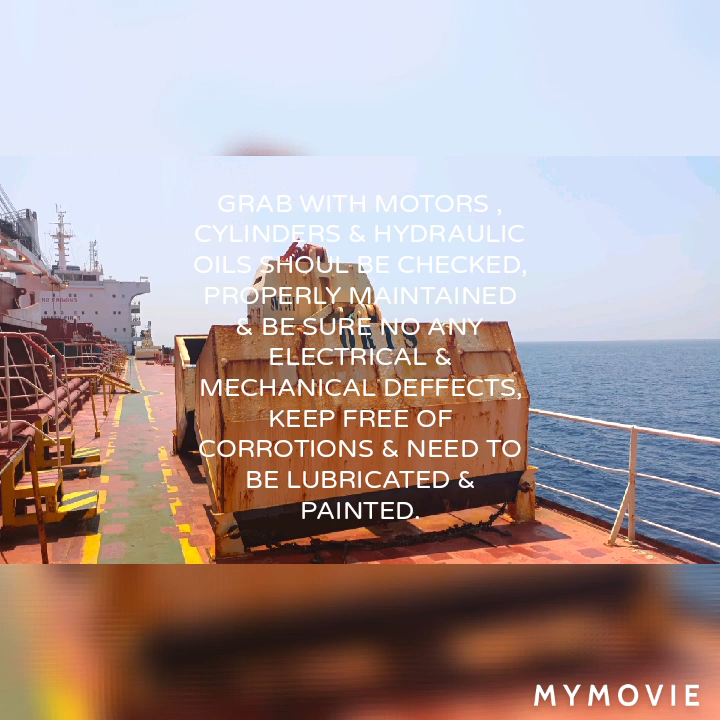 GRAB WITH MOTORS ,
CYLINDERS & HYDRAULIC
OILS SHOUL BE CHECKED,
PROPERLY MAINTAINED
& BE SURE NO ANY
ELECTRICAL &
MECHANICAL DEFFECTS,
KEEP FREE OF
CORROTIONS & NEED TO
BE LUBRICATED &
PAINTED.
MYMOVIE